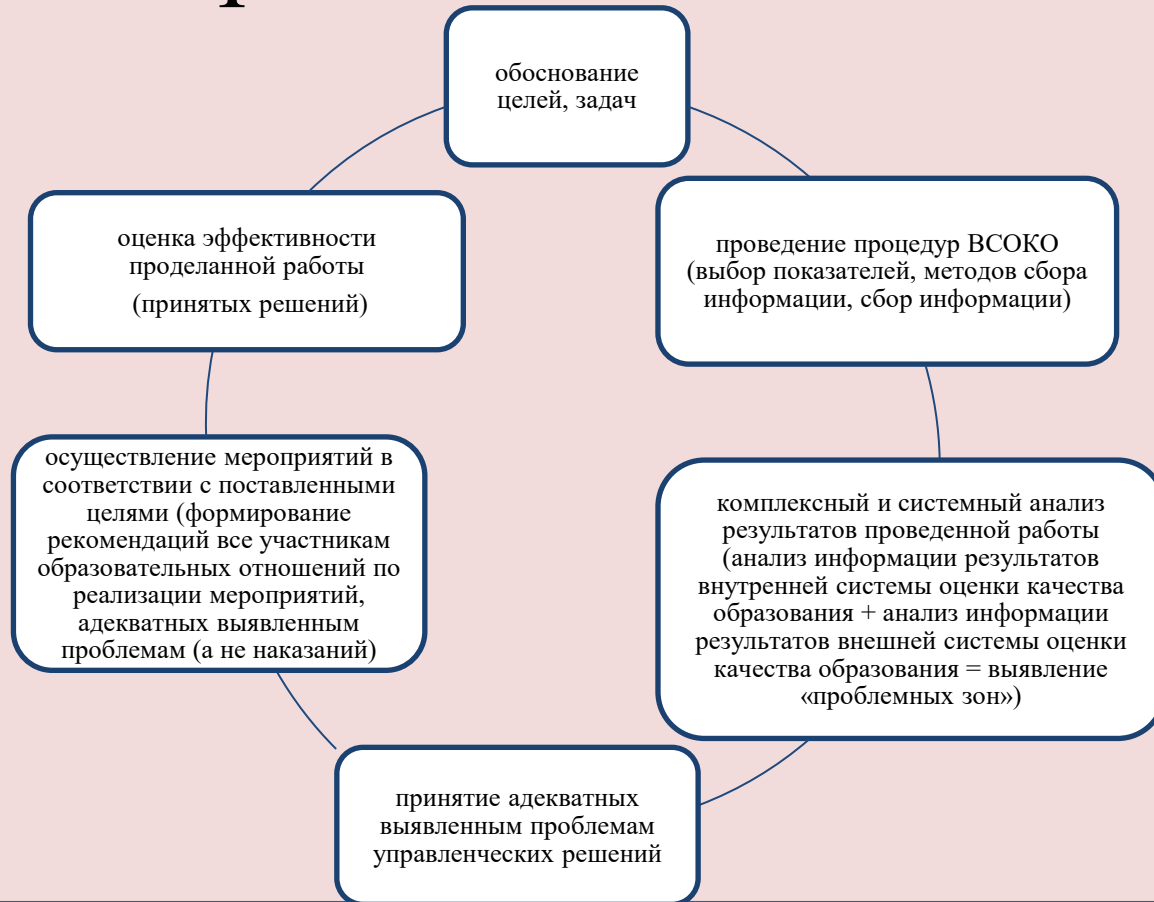 обоснование
целей, задач
проведение процедур ВСОКО
(выбор показателей, методов сбора
информации, сбор информации)
комплексный и системный анализ
результатов проведенной работы
(анализ информации результатов
внутренней системы оценки качества
образования + анализ информации
результатов внешней системы оценки
качества образования = выявление
«проблемных зон»)
принятие адекватных
выявленным проблемам
управленческих решений
осуществление мероприятий в
соответствии с поставленными
целями (формирование
рекомендаций все участникам
образовательных отношений по
реализации мероприятий,
адекватных выявленным
проблемам (а не наказаний)
оценка эффективности
проделанной работы
(принятых решений)